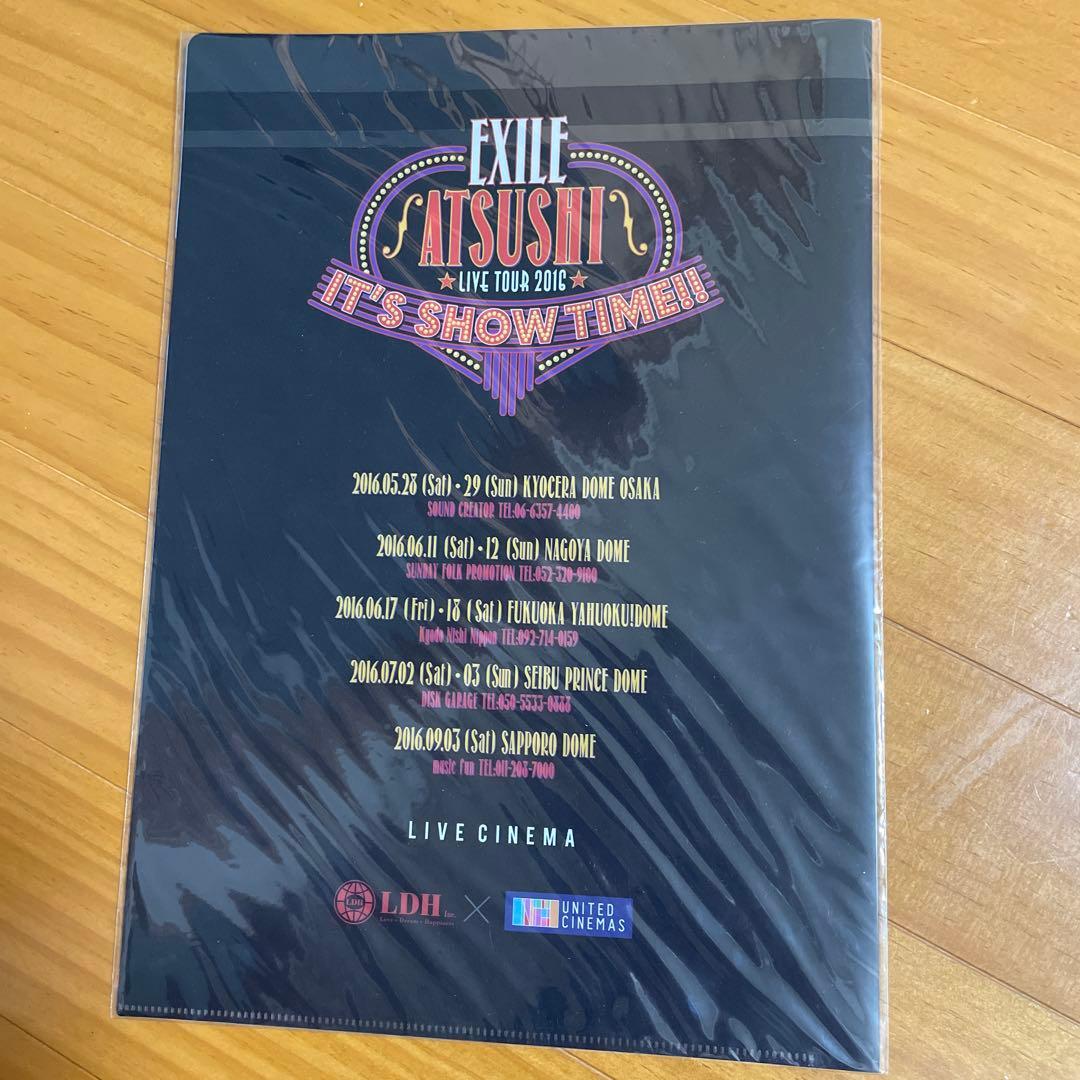 EXILE
ATSUSHI
★LIVE TOUR 2016★
IT'S SHOW TIME!!
2016.05.28 (Sat)・29 (Sun) KYOCERA DOME OSAKA
SOUND CREATOR TEL:06-6357-4400
2016.06.11 (Sat)・12 (Sun) NAGOYA DOME
SUNDAY FOLK PROMOTION TEL:052-320-9100
2016.06.17 (Fri)・18 (Sat) FUKUOKA YAHUOKU!DOME
Kyodo Nishi Nippon TEL:092-714-0159
2016.07.02 (Sat)・03 (Sun) SEIBU PRINCE DOME
DISK GARAGE TEL:050-5533-0888
2016.09.03 (Sat) SAPPORO DOME
music fun TEL:011-208-7000
LIVE CINEMA
LDH LDH Inc. × UNITED
Love + Dream + Happiness CINEMAS